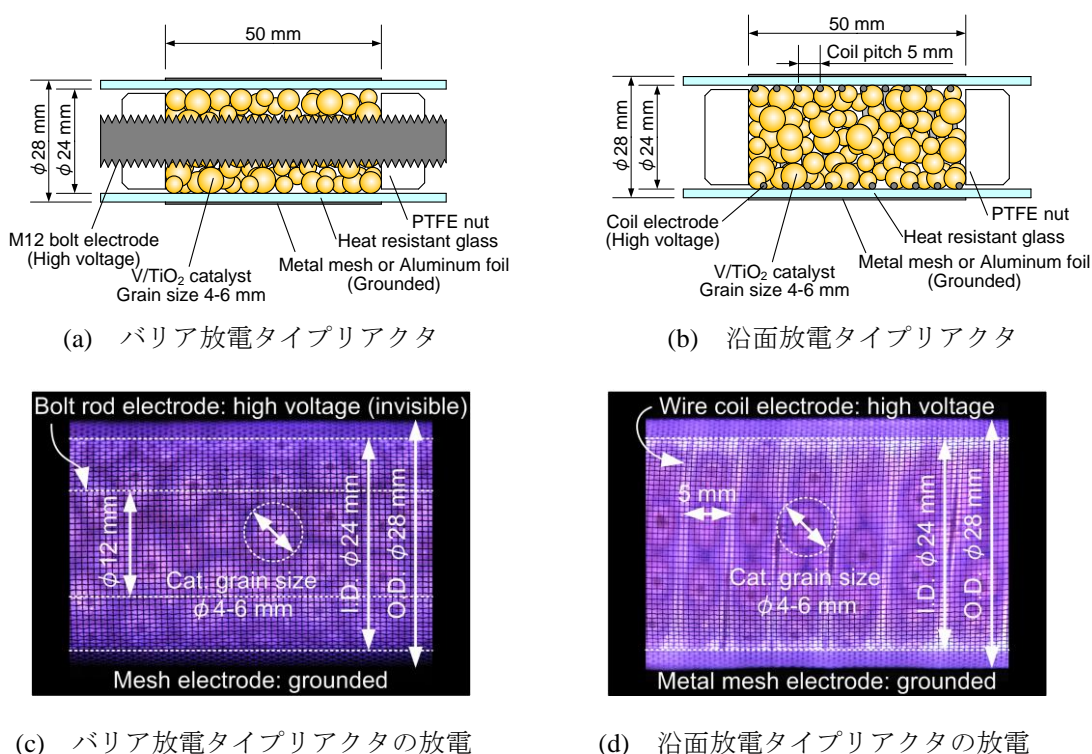 50 mm
φ28 mm
φ24 mm
M12 bolt electrode
(High voltage)
V/TiO₂ catalyst
Grain size 4-6 mm
PTFE nut
Heat resistant glass
Metal mesh or Aluminum foil
(Grounded)
(a) バリア放電タイプリアクタ
50 mm
Coil pitch 5 mm
φ28 mm
φ24 mm
Coil electrode
(High voltage)
V/TiO₂ catalyst
Grain size 4-6 mm
PTFE nut
Heat resistant glass
Metal mesh or Aluminum foil
(Grounded)
(b) 沿面放電タイプリアクタ
Bolt rod electrode: high voltage (invisible)
φ12 mm
Cat. grain size
φ4-6 mm
I.D. φ24 mm
O.D. φ28 mm
Mesh electrode: grounded
(c) バリア放電タイプリアクタの放電
Wire coil electrode: high voltage
5 mm
Cat. grain size
φ4-6 mm
I.D. φ24 mm
O.D. φ28 mm
Metal mesh electrode: grounded
(d) 沿面放電タイプリアクタの放電